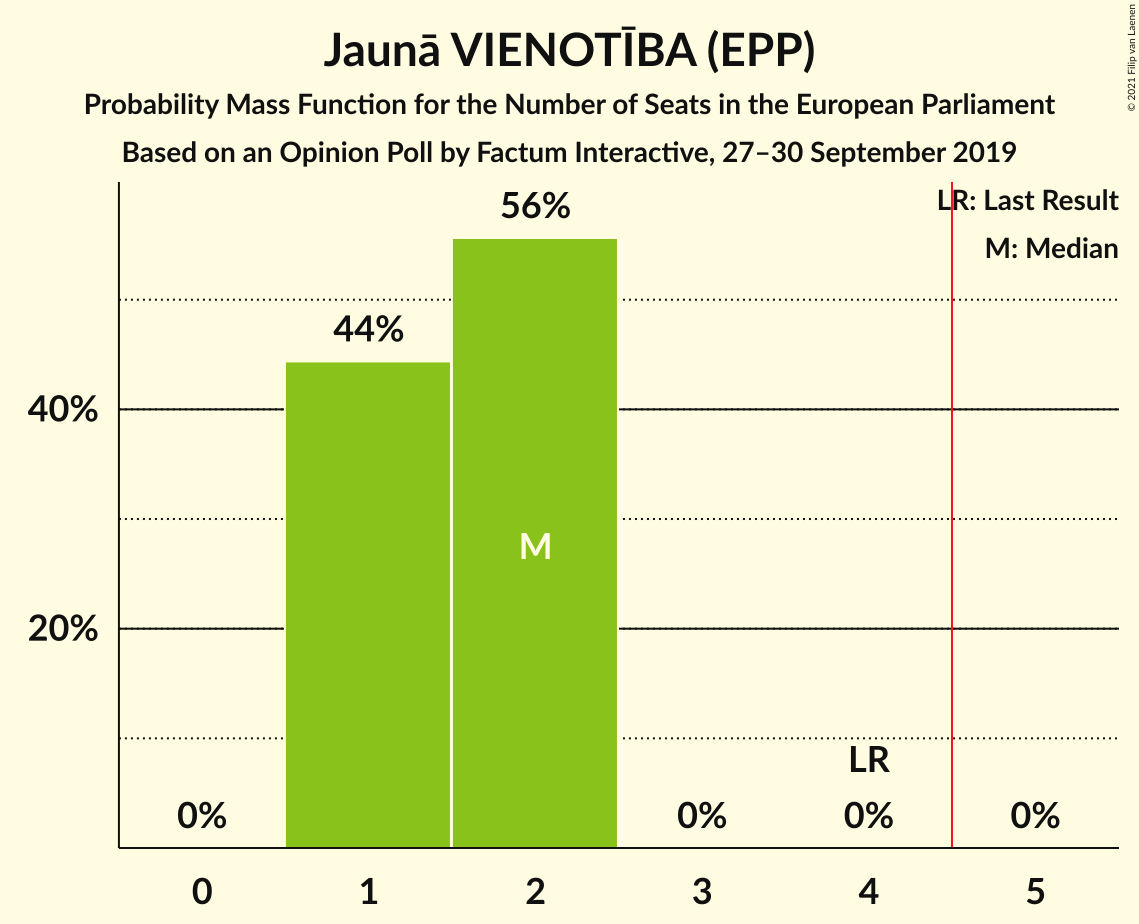 Jaunā VIENOTĪBA (EPP)
Probability Mass Function for the Number of Seats in the European Parliament
Based on an Opinion Poll by Factum Interactive, 27–30 September 2019
© 2021 Filip van Laenen
LR: Last Result
M: Median
56%
44%
40%
M
20%
LR
0%
0%
0%
0%
0
1
2
3
4
5